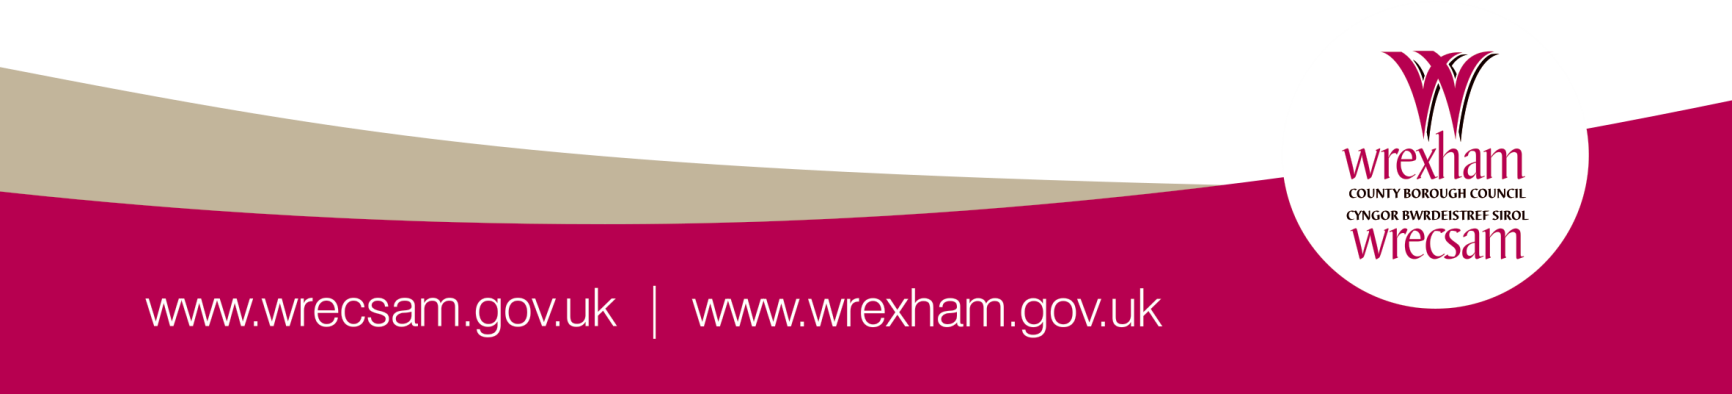 wrexham
COUNTY BOROUGH COUNCIL
CYNGOR BWRDEISTREF SIROL
wrecsam
www.wrecsam.gov.uk | www.wrexham.gov.uk